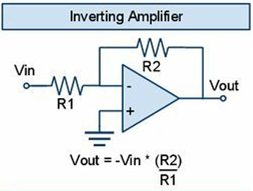 Inverting Amplifier
R2
Vin
R1
-
+
Vout
Vout = -Vin * (R2)
R1